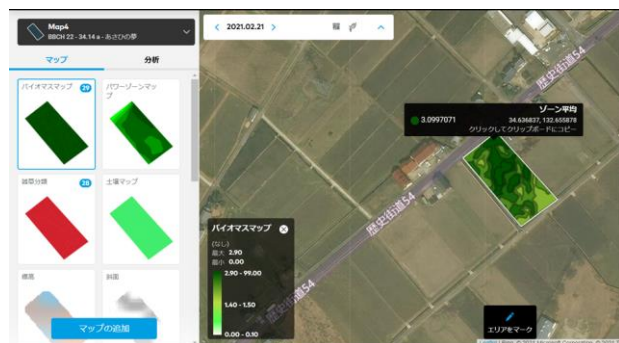 Map4
BBCH 22 - 34.14 a - あさひの夢
マップ
分析
バイオマスマップ
29
パワーゾーンマッ
プ
雑草分類
28
土壌マップ
標高
斜面
マップの追加
2021.02.21
歴史街道54
ゾーン平均
3.0997071
34.636837, 132.655878
クリックしてクリップボードにコピー
歴史街道54
バイオマスマップ
(なし)
最大 2.90
最小 0.00
2.90 - 99.00
1.40 - 1.50
0.00 - 0.10
歴史街道54
エリアをマーク